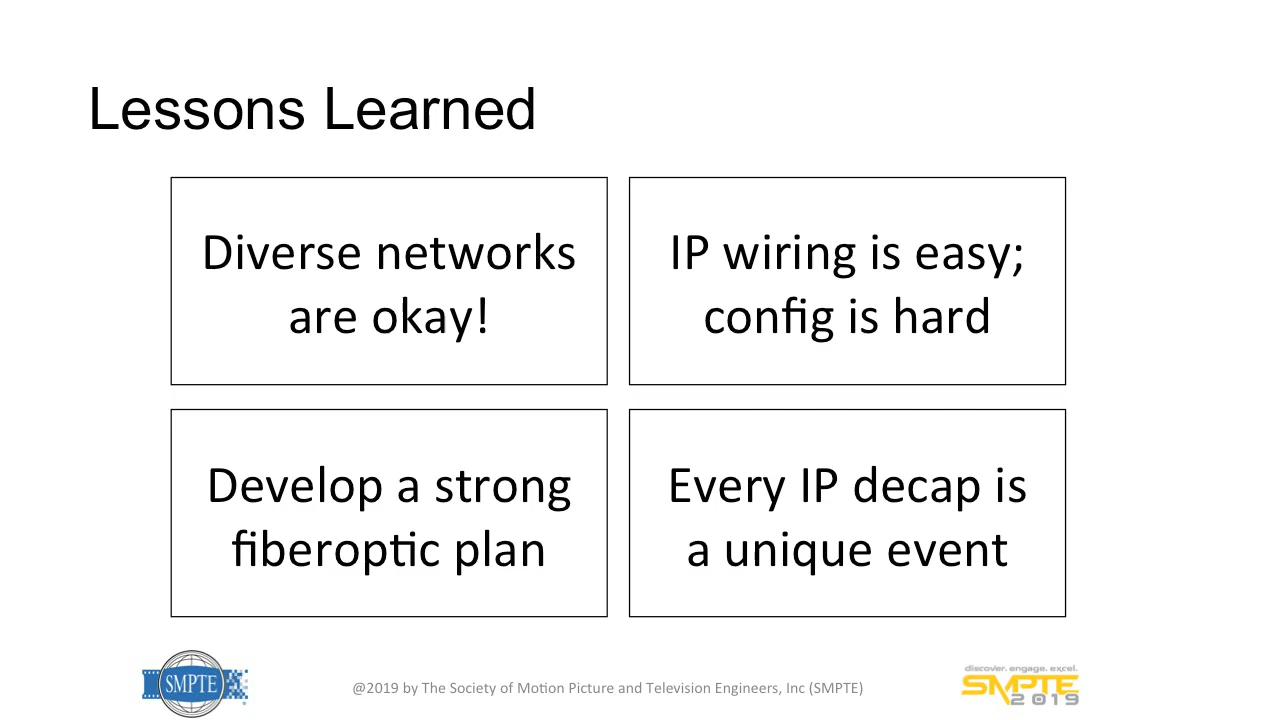 Lessons Learned
Diverse networks
are okay!
IP wiring is easy;
config is hard
Develop a strong
fiberoptic plan
Every IP decap is
a unique event
SMPTE
@2019 by The Society of Motion Picture and Television Engineers, Inc (SMPTE)
discover. engage. excel.
SMPTE
2019